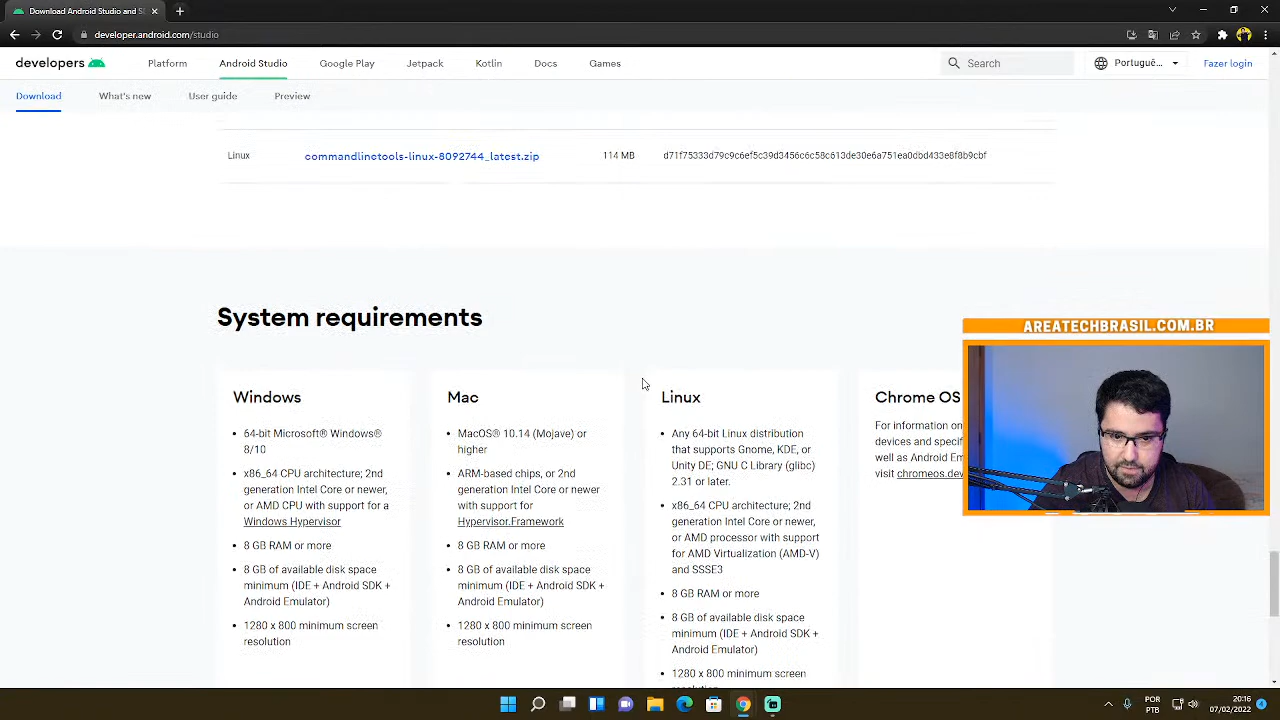 Download Android Studio and S
developer.android.com/studio
developers
Platform
Android Studio
Google Play
Jetpack
Kotlin
Docs
Games
Search
Portuguê...
Fazer login
Download
What's new
User guide
Preview
Linux
commandlinetools-linux-8092744_latest.zip
114 MB
d71f75333d79c9c6ef5c39d3456c6c58c613de30e6a751ea0dbd433e8f8b9cbf
System requirements
Windows
64-bit Microsoft® Windows®
8/10
x86_64 CPU architecture; 2nd
generation Intel Core or newer,
or AMD CPU with support for a
Windows Hypervisor
8 GB RAM or more
8 GB of available disk space
minimum (IDE + Android SDK +
Android Emulator)
1280 x 800 minimum screen
resolution
Mac
MacOS® 10.14 (Mojave) or
higher
ARM-based chips, or 2nd
generation Intel Core or newer
with support for
Hypervisor.Framework
8 GB RAM or more
8 GB of available disk space
minimum (IDE + Android SDK +
Android Emulator)
1280 x 800 minimum screen
resolution
Linux
Any 64-bit Linux distribution
that supports Gnome, KDE, or
Unity DE; GNU C Library (glibc)
2.31 or later.
x86_64 CPU architecture; 2nd
generation Intel Core or newer,
or AMD processor with support
for AMD Virtualization (AMD-V)
and SSSE3
8 GB RAM or more
8 GB of available disk space
minimum (IDE + Android SDK +
Android Emulator)
1280 x 800 minimum screen
Chrome OS
For information on
devices and specif
well as Android Em
visit chromeos.dev
AREATECHBRASIL.COM.BR
POR
PTB
20:16
07/02/2022